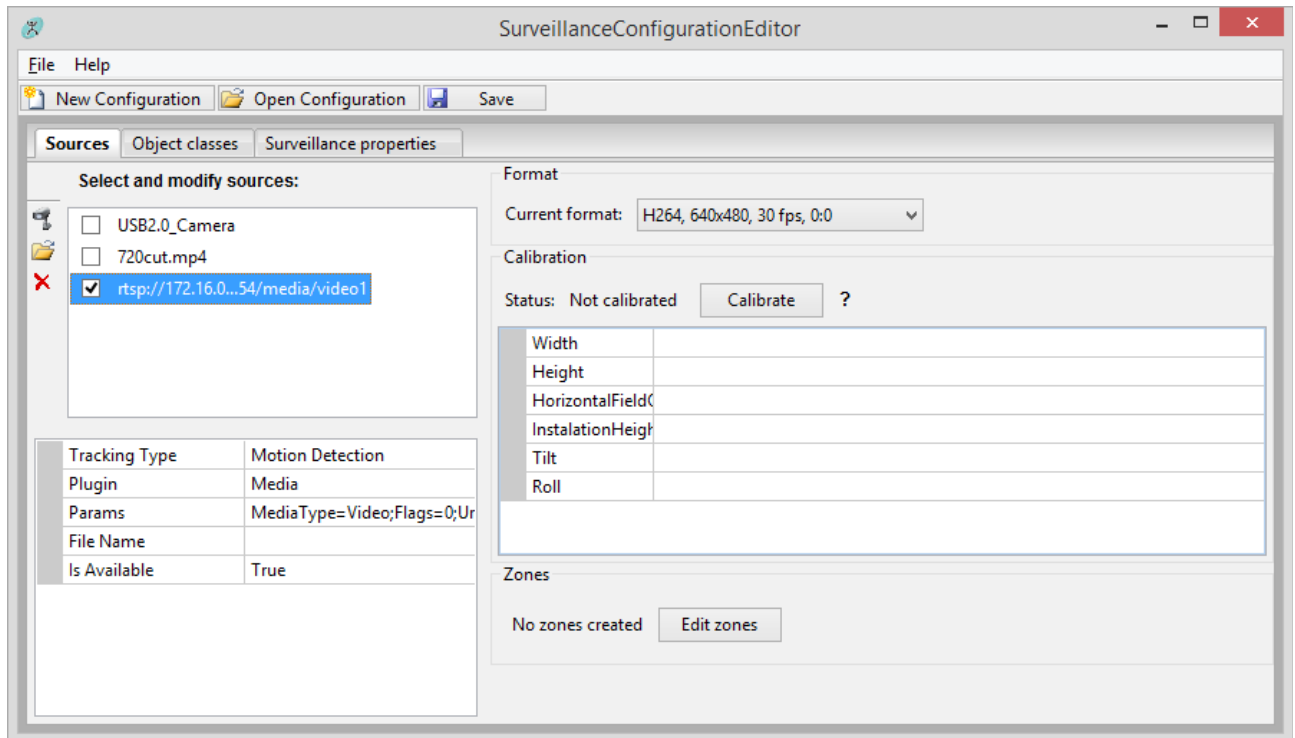 SurveillanceConfigurationEditor
File Help
New Configuration Open Configuration Save
Sources Object classes Surveillance properties
Select and modify sources:
USB2.0_Camera
720cut.mp4
rtsp://172.16.0...54/media/video1
Tracking Type Motion Detection
Plugin Media
Params MediaType=Video;Flags=0;Ur
File Name
Is Available True
Format
Current format: H264, 640x480, 30 fps, 0:0
Calibration
Status: Not calibrated Calibrate ?
Width
Height
HorizontalFieldO
InstalationHeigh
Tilt
Roll
Zones
No zones created Edit zones